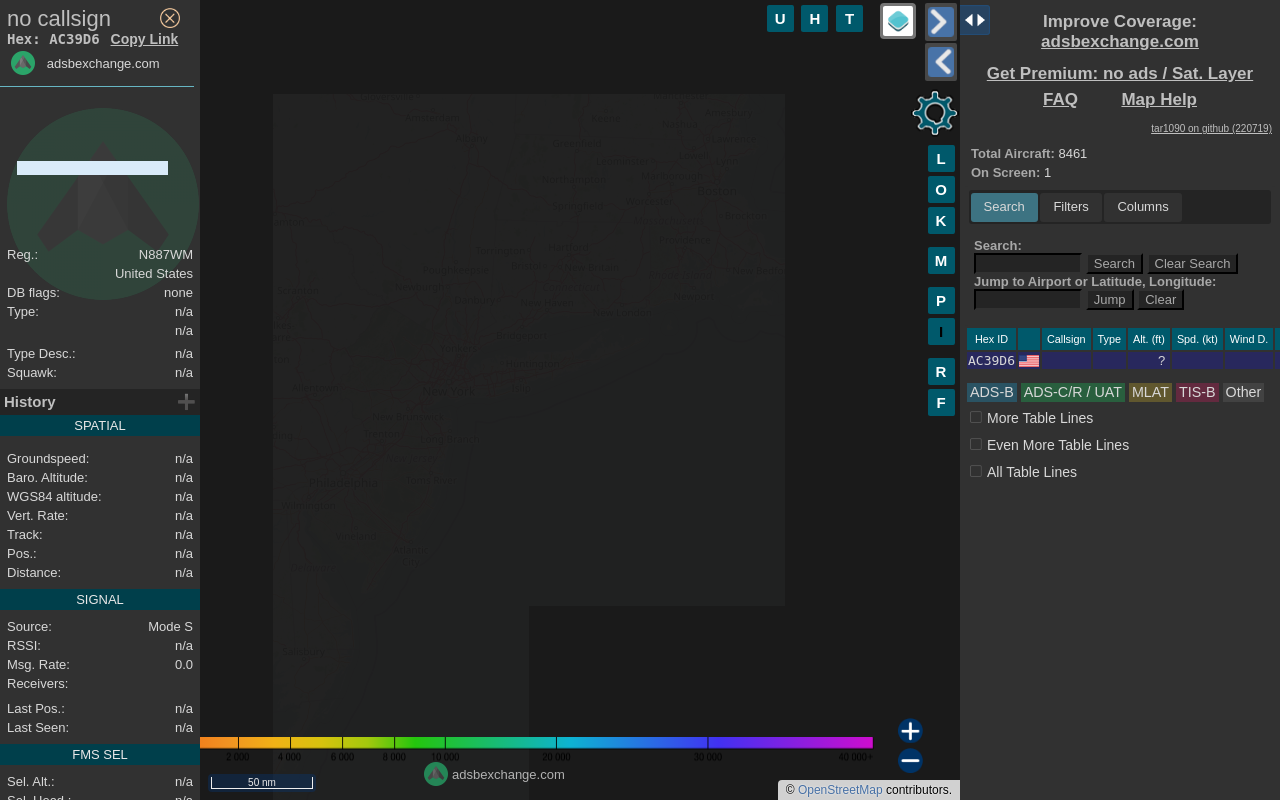 no callsign
Hex: AC39D6 Copy Link
adsbexchange.com
Reg.: N887WM
United States
DB flags: none
Type: n/a
n/a
Type Desc.: n/a
Squawk: n/a
History
SPATIAL
Groundspeed: n/a
Baro. Altitude: n/a
WGS84 altitude: n/a
Vert. Rate: n/a
Track: n/a
Pos.: n/a
Distance: n/a
SIGNAL
Source: Mode S
RSSI: n/a
Msg. Rate: 0.0
Receivers:
Last Pos.: n/a
Last Seen: n/a
FMS SEL
Sel. Alt.: n/a
Sel. Head.: n/a
U H T
L
O
K
M
P
I
R
F
Albany
Boston
Worcester
Philadelphia
2 000 4 000 6 000 8 000 10 000 20 000 30 000 40 000+
50 nm
adsbexchange.com
© OpenStreetMap contributors.
Improve Coverage:
adsbexchange.com
Get Premium: no ads / Sat. Layer
FAQ Map Help
tar1090 on github (220719)
Total Aircraft: 8461
On Screen: 1
Search Filters Columns
Search:
Search Clear Search
Jump to Airport or Latitude, Longitude:
Jump Clear
Hex ID Callsign Type Alt. (ft) Spd. (kt) Wind D.
AC39D6 ?
ADS-B ADS-C/R / UAT MLAT TIS-B Other
More Table Lines
Even More Table Lines
All Table Lines